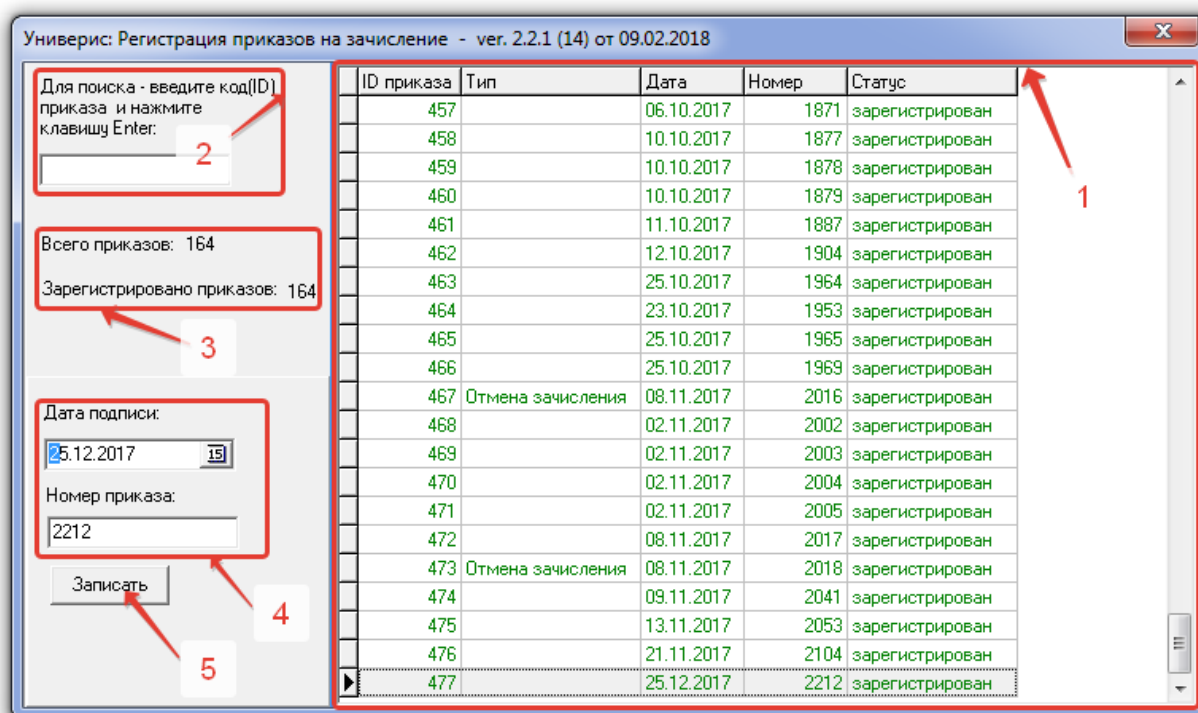 Универис: Регистрация приказов на зачисление - ver. 2.2.1 (14) от 09.02.2018
x
Для поиска - введите код(ID)
приказа и нажмите
клавишу Enter:
2
Всего приказов: 164
Зарегистрировано приказов: 164
3
Дата подписи:
25.12.2017 15
Номер приказа:
2212
Записать
4
5
ID приказа Тип Дата Номер Статус
457 06.10.2017 1871 зарегистрирован
458 10.10.2017 1877 зарегистрирован
459 10.10.2017 1878 зарегистрирован
460 10.10.2017 1879 зарегистрирован
461 11.10.2017 1887 зарегистрирован
462 12.10.2017 1904 зарегистрирован
463 25.10.2017 1964 зарегистрирован
464 23.10.2017 1953 зарегистрирован
465 25.10.2017 1965 зарегистрирован
466 25.10.2017 1969 зарегистрирован
467 Отмена зачисления 08.11.2017 2016 зарегистрирован
468 02.11.2017 2002 зарегистрирован
469 02.11.2017 2003 зарегистрирован
470 02.11.2017 2004 зарегистрирован
471 02.11.2017 2005 зарегистрирован
472 08.11.2017 2017 зарегистрирован
473 Отмена зачисления 08.11.2017 2018 зарегистрирован
474 09.11.2017 2041 зарегистрирован
475 13.11.2017 2053 зарегистрирован
476 21.11.2017 2104 зарегистрирован
477 25.12.2017 2212 зарегистрирован
1